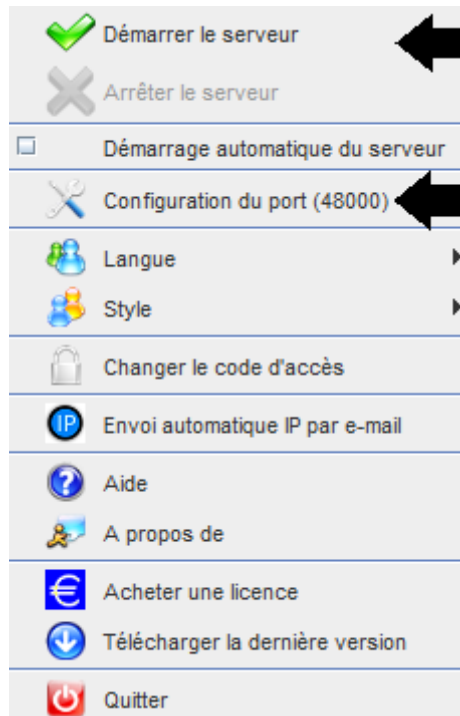 Démarrer le serveur
Arrêter le serveur
Démarrage automatique du serveur
Configuration du port (48000)
Langue
Style
Changer le code d'accès
IP Envoi automatique IP par e-mail
? Aide
A propos de
€ Acheter une licence
Télécharger la dernière version
Quitter